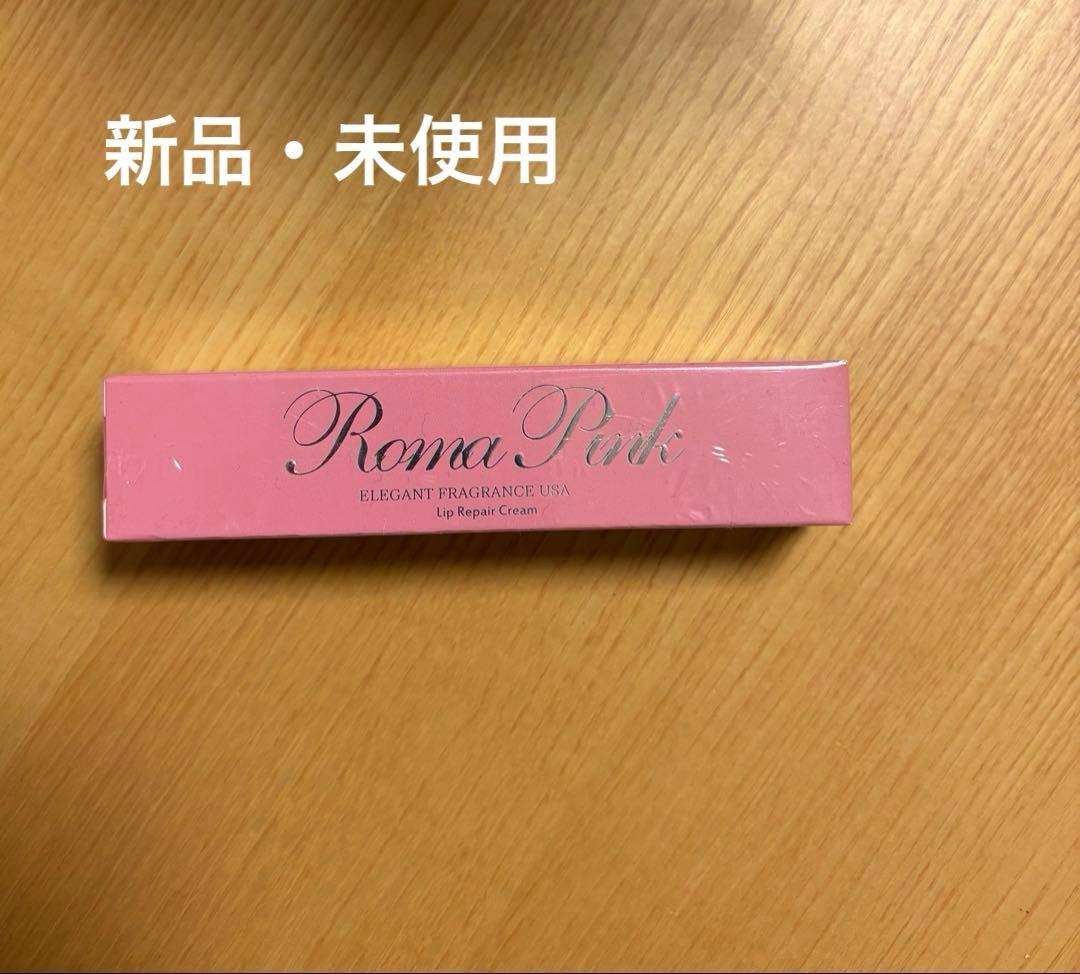 新品・未使用
Roma Pink
ELEGANT FRAGRANCE USA
Lip Repair Cream